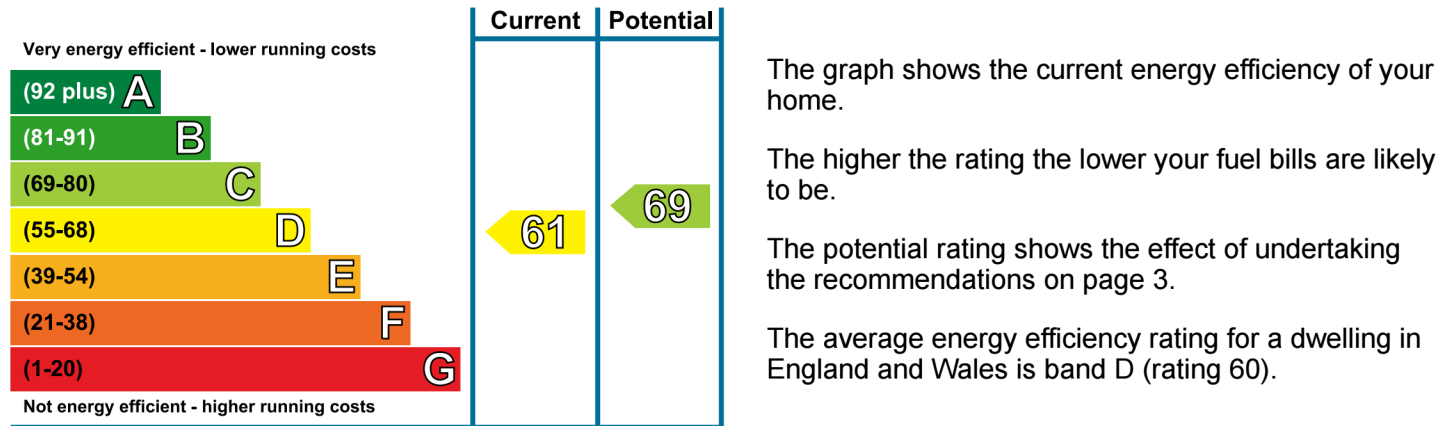 Current Potential
Very energy efficient - lower running costs
(92 plus) A
(81-91) B
(69-80) C
(55-68) D
(39-54) E
(21-38) F
(1-20) G
Not energy efficient - higher running costs
61
69
The graph shows the current energy efficiency of your
home.
The higher the rating the lower your fuel bills are likely
to be.
The potential rating shows the effect of undertaking
the recommendations on page 3.
The average energy efficiency rating for a dwelling in
England and Wales is band D (rating 60).